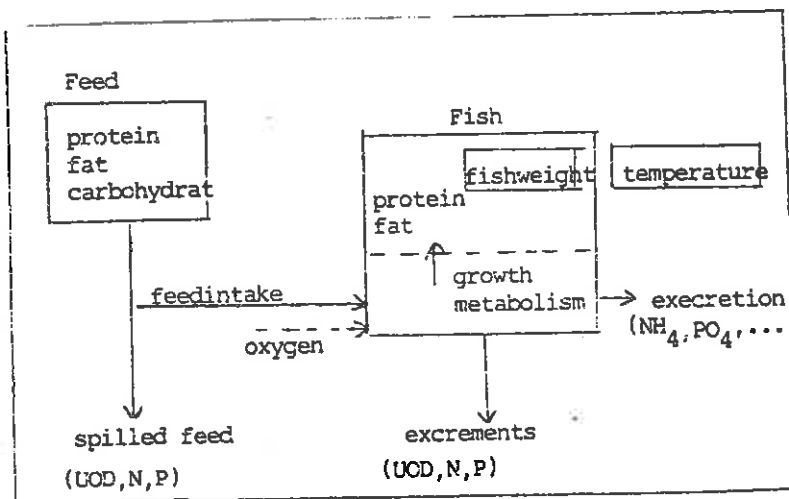 Feed
protein
fat
carbohydrat
Fish
fishweight
temperature
protein
fat
growth
metabolism
feedintake
oxygen
execretion
(NH4,PO4,...
spilled feed
(UOD,N,P)
excrements
(UOD,N,P)